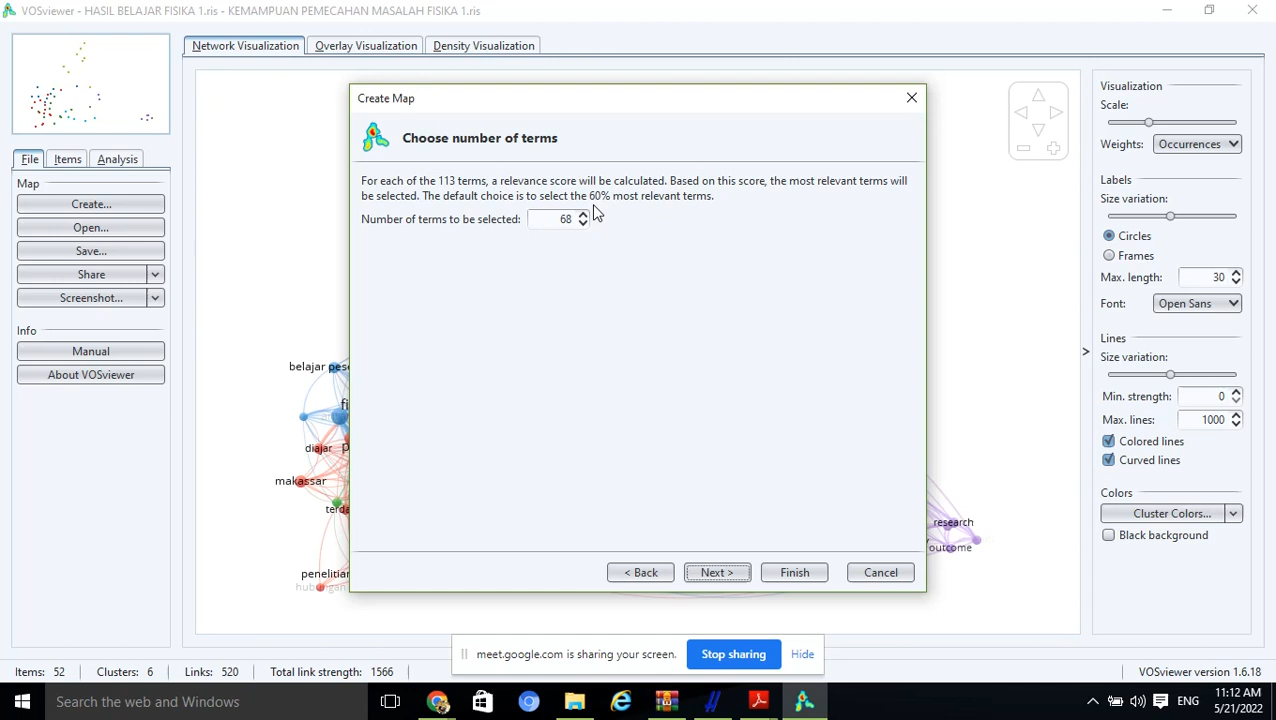 VOSviewer - HASIL BELAJAR FISIKA 1.ris - KEMAMPUAN PEMECAHAN MASALAH FISIKA 1.ris
Network Visualization
Overlay Visualization
Density Visualization
File
Items
Analysis
Map
Create...
Open...
Save...
Share
Screenshot...
Info
Manual
About VOSviewer
Create Map
Choose number of terms
For each of the 113 terms, a relevance score will be calculated. Based on this score, the most relevant terms will
be selected. The default choice is to select the 60% most relevant terms.
Number of terms to be selected: 68
< Back
Next >
Finish
Cancel
belajar pese
fi
diajar
p
makassar
terda
penelitian
hubungan
research
outcome
Visualization
Scale:
Weights: Occurrences
Labels
Size variation:
Circles
Frames
Max. length: 30
Font: Open Sans
Lines
Size variation:
Min. strength: 0
Max. lines: 1000
Colored lines
Curved lines
Colors
Cluster Colors...
Black background
meet.google.com is sharing your screen.
Stop sharing
Hide
Items: 52
Clusters: 6
Links: 520
Total link strength: 1566
VOSviewer version 1.6.18
Search the web and Windows
ENG
11:12 AM
5/21/2022